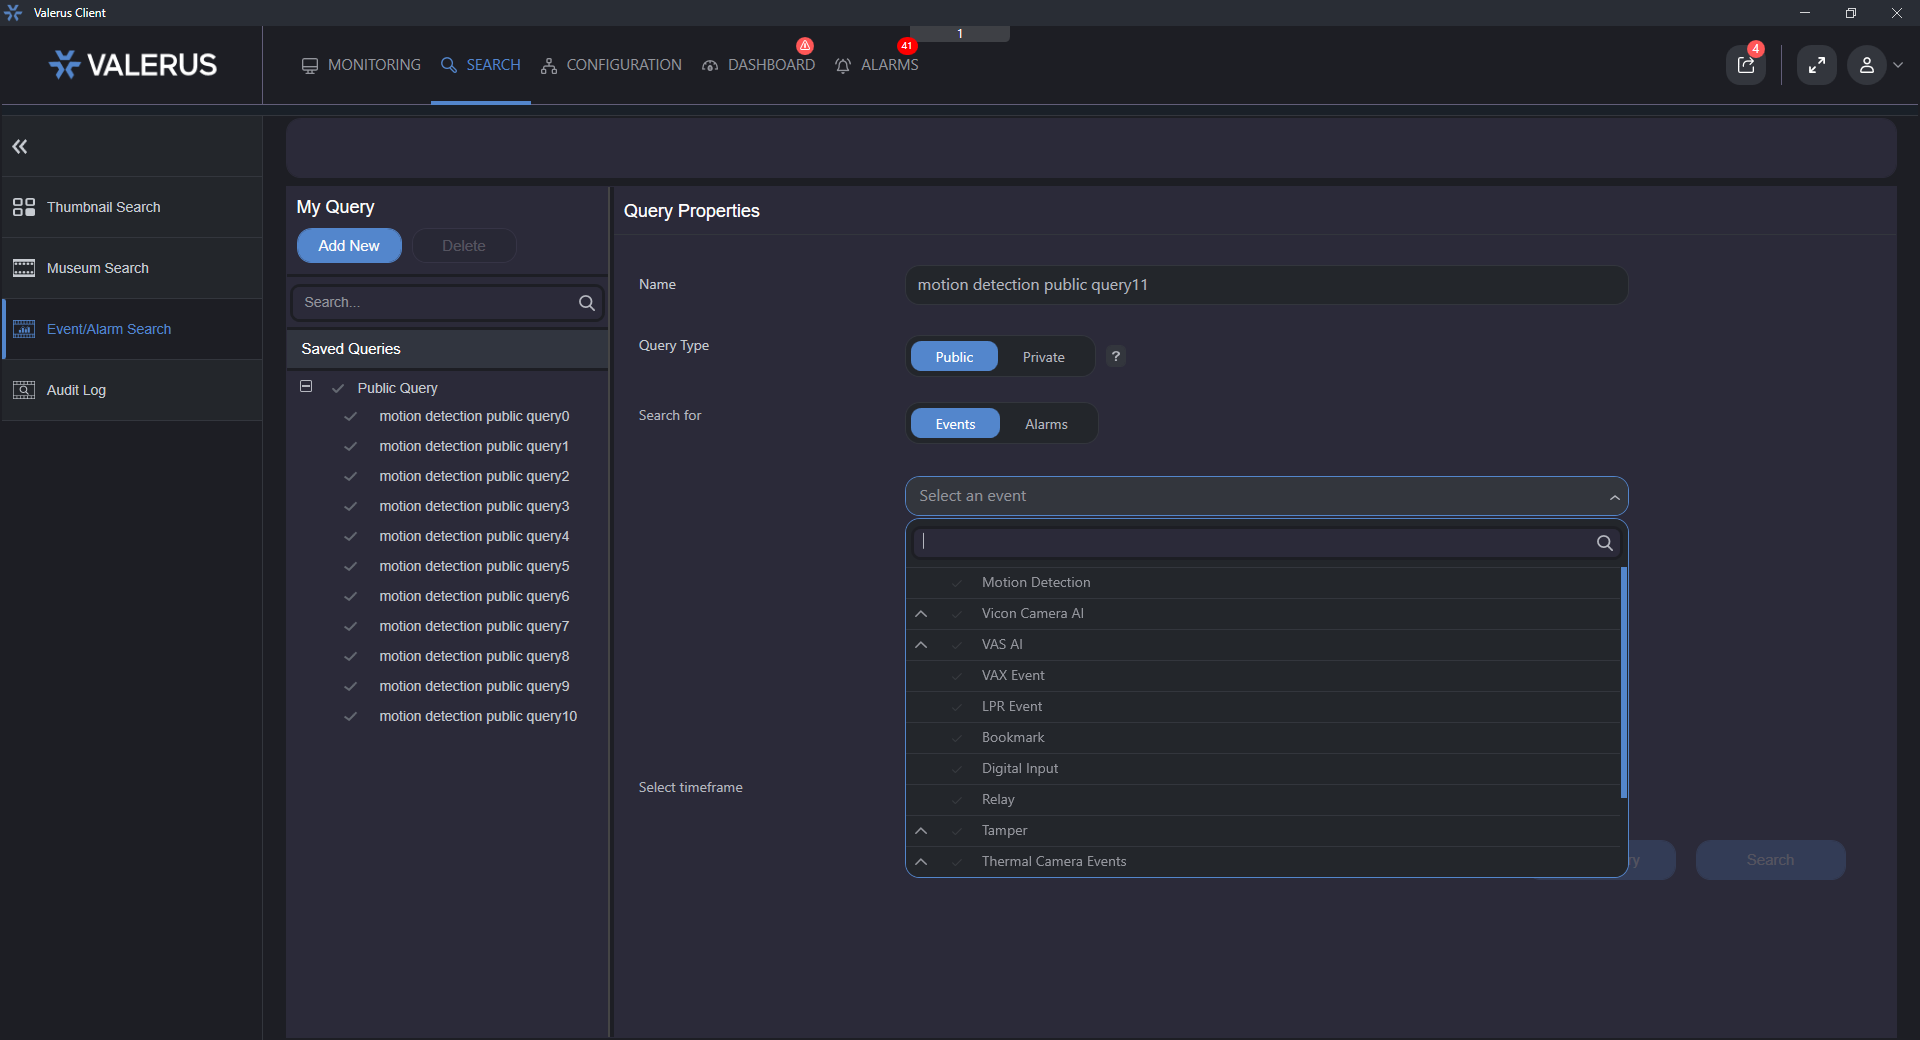 Valerus Client
1
VALERUS
MONITORING
SEARCH
CONFIGURATION
DASHBOARD
41
ALARMS
4
Thumbnail Search
Museum Search
Event/Alarm Search
Audit Log
My Query
Add New
Delete
Search...
Saved Queries
Public Query
motion detection public query0
motion detection public query1
motion detection public query2
motion detection public query3
motion detection public query4
motion detection public query5
motion detection public query6
motion detection public query7
motion detection public query8
motion detection public query9
motion detection public query10
Query Properties
Name
motion detection public query11
Query Type
Public
Private
?
Search for
Events
Alarms
Select an event
Motion Detection
Vicon Camera AI
VAS AI
VAX Event
LPR Event
Bookmark
Digital Input
Relay
Tamper
Thermal Camera Events
Select timeframe
Search